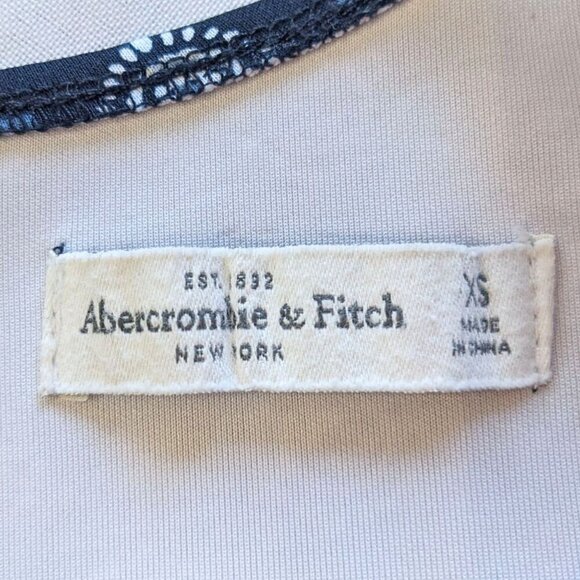 EST. 1892
Abercrombie & Fitch
NEW YORK
XS
MADE
IN CHINA